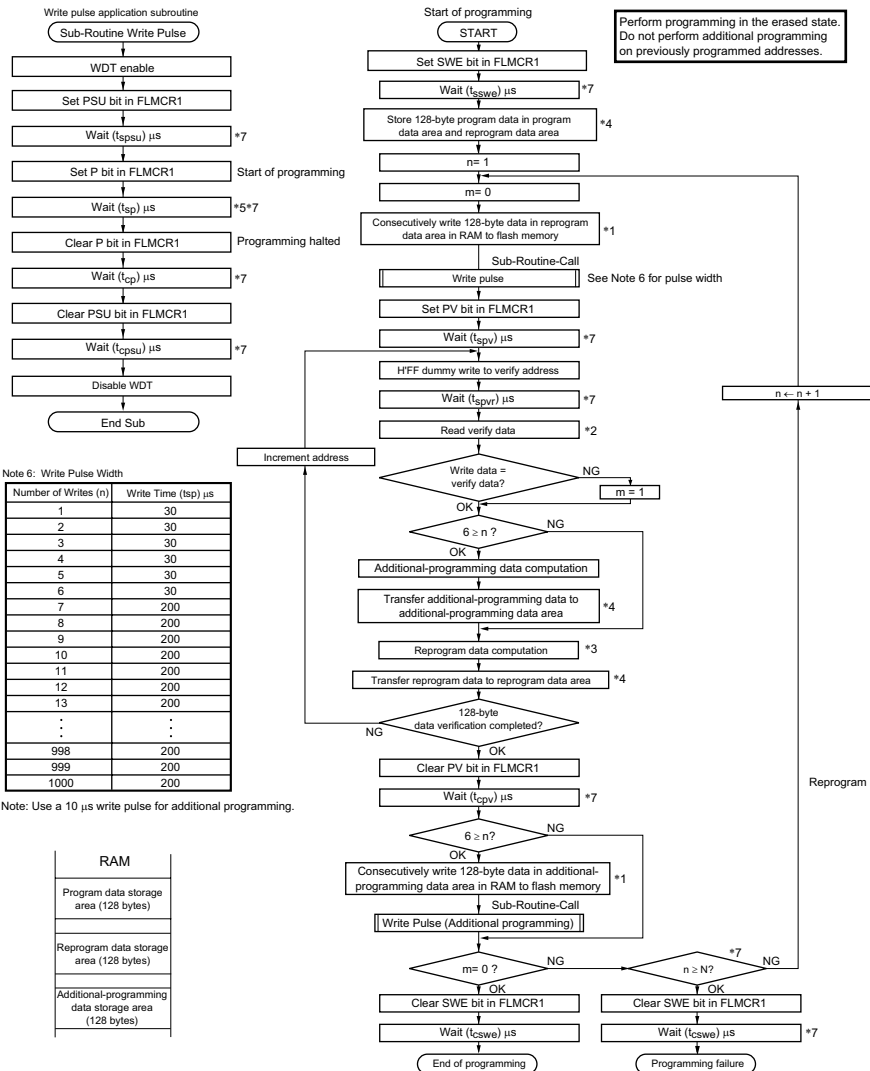 Write pulse application subroutine
Sub-Routine Write Pulse
WDT enable
Set PSU bit in FLMCR1
Wait (tspsu) μs
*7
Set P bit in FLMCR1
Start of programming
Wait (tsp) μs
*5*7
Clear P bit in FLMCR1
Programming halted
Wait (tcp) μs
*7
Clear PSU bit in FLMCR1
Wait (tcpsu) μs
*7
Disable WDT
End Sub
Note 6: Write Pulse Width
Number of Writes (n) Write Time (tsp) μs
1 30
2 30
3 30
4 30
5 30
6 30
7 200
8 200
9 200
10 200
11 200
12 200
13 200
998 200
999 200
1000 200
Note: Use a 10 μs write pulse for additional programming.
RAM
Program data storage
area (128 bytes)
Reprogram data storage
area (128 bytes)
Additional-programming
data storage area
(128 bytes)
Start of programming
START
Perform programming in the erased state.
Do not perform additional programming
on previously programmed addresses.
Set SWE bit in FLMCR1
Wait (tsswe) μs
*7
Store 128-byte program data in program
data area and reprogram data area
*4
n= 1
m= 0
Consecutively write 128-byte data in reprogram
data area in RAM to flash memory
*1
Sub-Routine-Call
Write pulse
See Note 6 for pulse width
Set PV bit in FLMCR1
Wait (tspv) μs
*7
H'FF dummy write to verify address
Wait (tspvr) μs
*7
Read verify data
*2
Increment address
n ← n + 1
Write data =
verify data?
NG
m = 1
OK
6 ≥ n ?
NG
OK
Additional-programming data computation
Transfer additional-programming data to
additional-programming data area
*4
Reprogram data computation
*3
Transfer reprogram data to reprogram data area
*4
128-byte
data verification completed?
NG
OK
Clear PV bit in FLMCR1
Reprogram
Wait (tcpv) μs
*7
6 ≥ n?
NG
OK
Consecutively write 128-byte data in additional-
programming data area in RAM to flash memory
*1
Sub-Routine-Call
Write Pulse (Additional programming)
m= 0 ?
NG
*7
n ≥ N?
NG
OK
OK
Clear SWE bit in FLMCR1
Clear SWE bit in FLMCR1
Wait (tcswe) μs
Wait (tcswe) μs
*7
End of programming
Programming failure